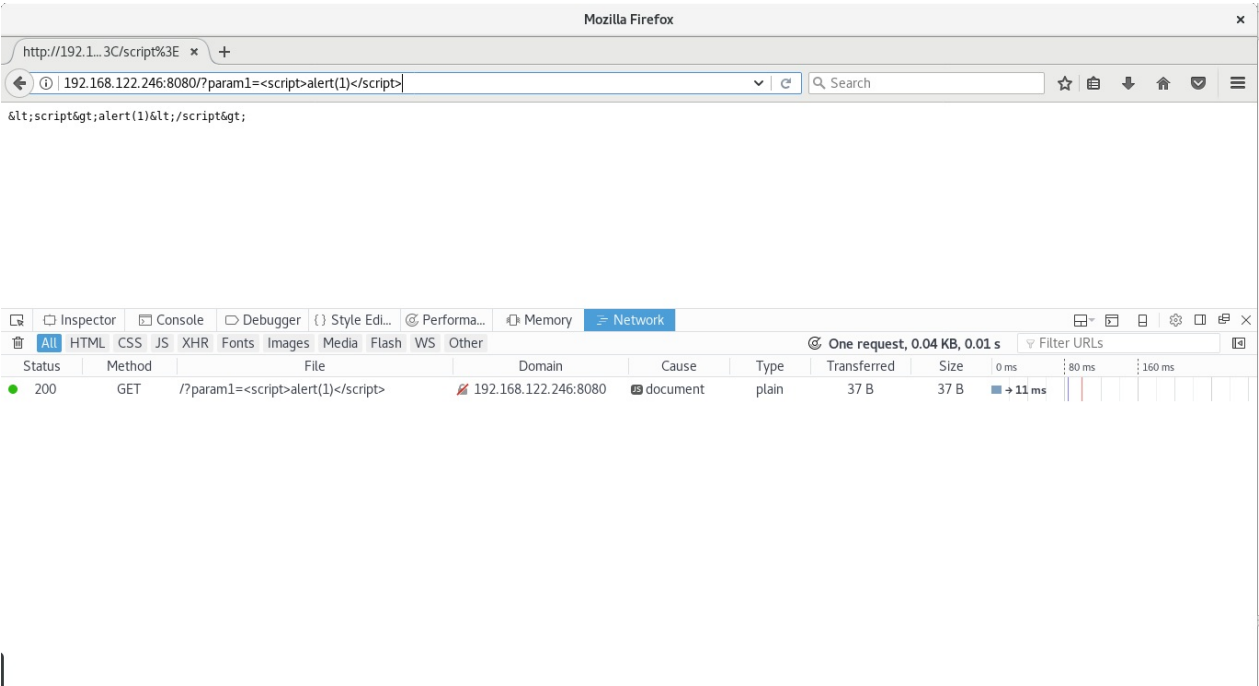 Mozilla Firefox ×
http://192.1... 3C/script%3E × +
192.168.122.246:8080/?param1=<script>alert(1)</script> Search
&lt;script&gt;alert(1)&lt;/script&gt;
Inspector Console Debugger {} Style Edi... Performa... Memory Network
All HTML CSS JS XHR Fonts Images Media Flash WS Other One request, 0.04 KB, 0.01 s Filter URLs
Status Method File Domain Cause Type Transferred Size 0 ms 80 ms 160 ms
200 GET /?param1=<script>alert(1)</script> 192.168.122.246:8080 JS document plain 37 B 37 B → 11 ms